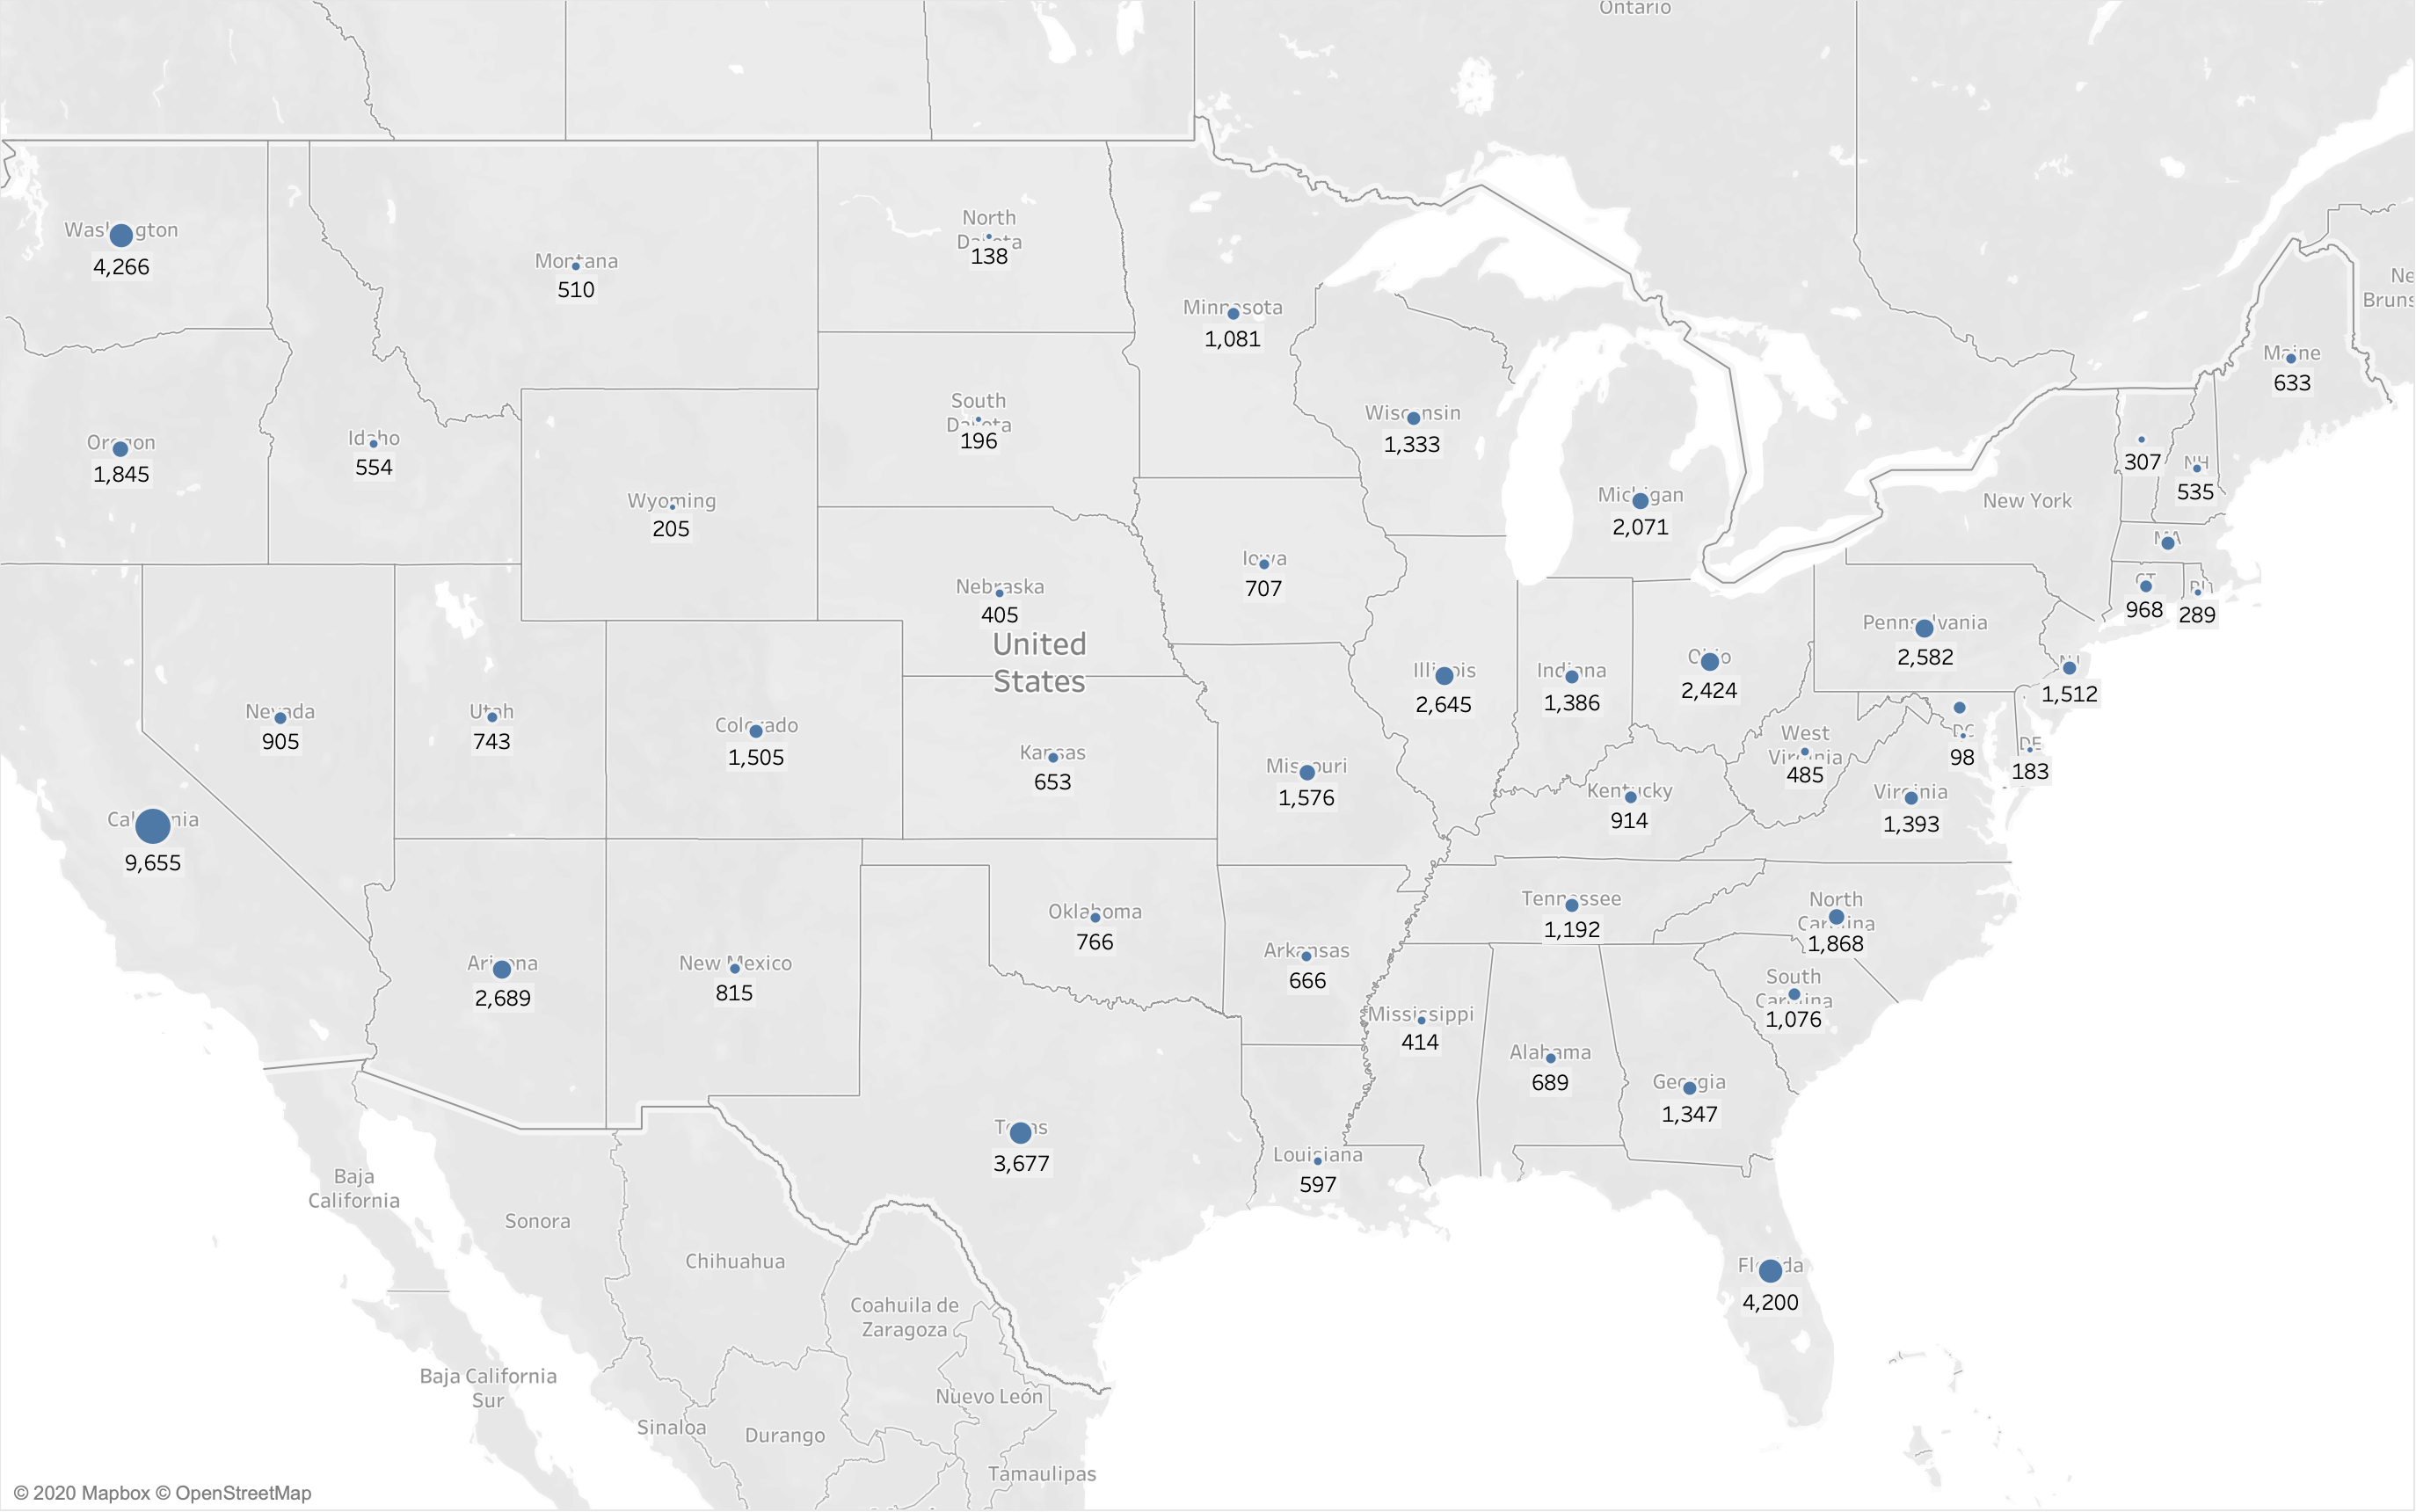 Ontario
Washington
4,266
Montana
510
North
Dakota
138
Minnesota
1,081
Ne
Bruns
Maine
633
Oregon
1,845
Idaho
554
Wyoming
205
South
Dakota
196
Wisconsin
1,333
Michigan
2,071
New York
307
NH
535
MA
CT
968
RI
289
Nebraska
405
Iowa
707
United
States
Illinois
2,645
Indiana
1,386
Ohio
2,424
Pennsylvania
2,582
NJ
1,512
Nevada
905
Utah
743
Colorado
1,505
Kansas
653
Missouri
1,576
Kentucky
914
West
Virginia
485
DC
98
DE
183
Virginia
1,393
California
9,655
Arizona
2,689
New Mexico
815
Oklahoma
766
Arkansas
666
Tennessee
1,192
North
Carolina
1,868
South
Carolina
1,076
Mississippi
414
Alabama
689
Georgia
1,347
Texas
3,677
Louisiana
597
Florida
4,200
Baja
California
Sonora
Chihuahua
Coahuila de
Zaragoza
Baja California
Sur
Nuevo León
Sinaloa
Durango
Tamaulipas
© 2020 Mapbox © OpenStreetMap